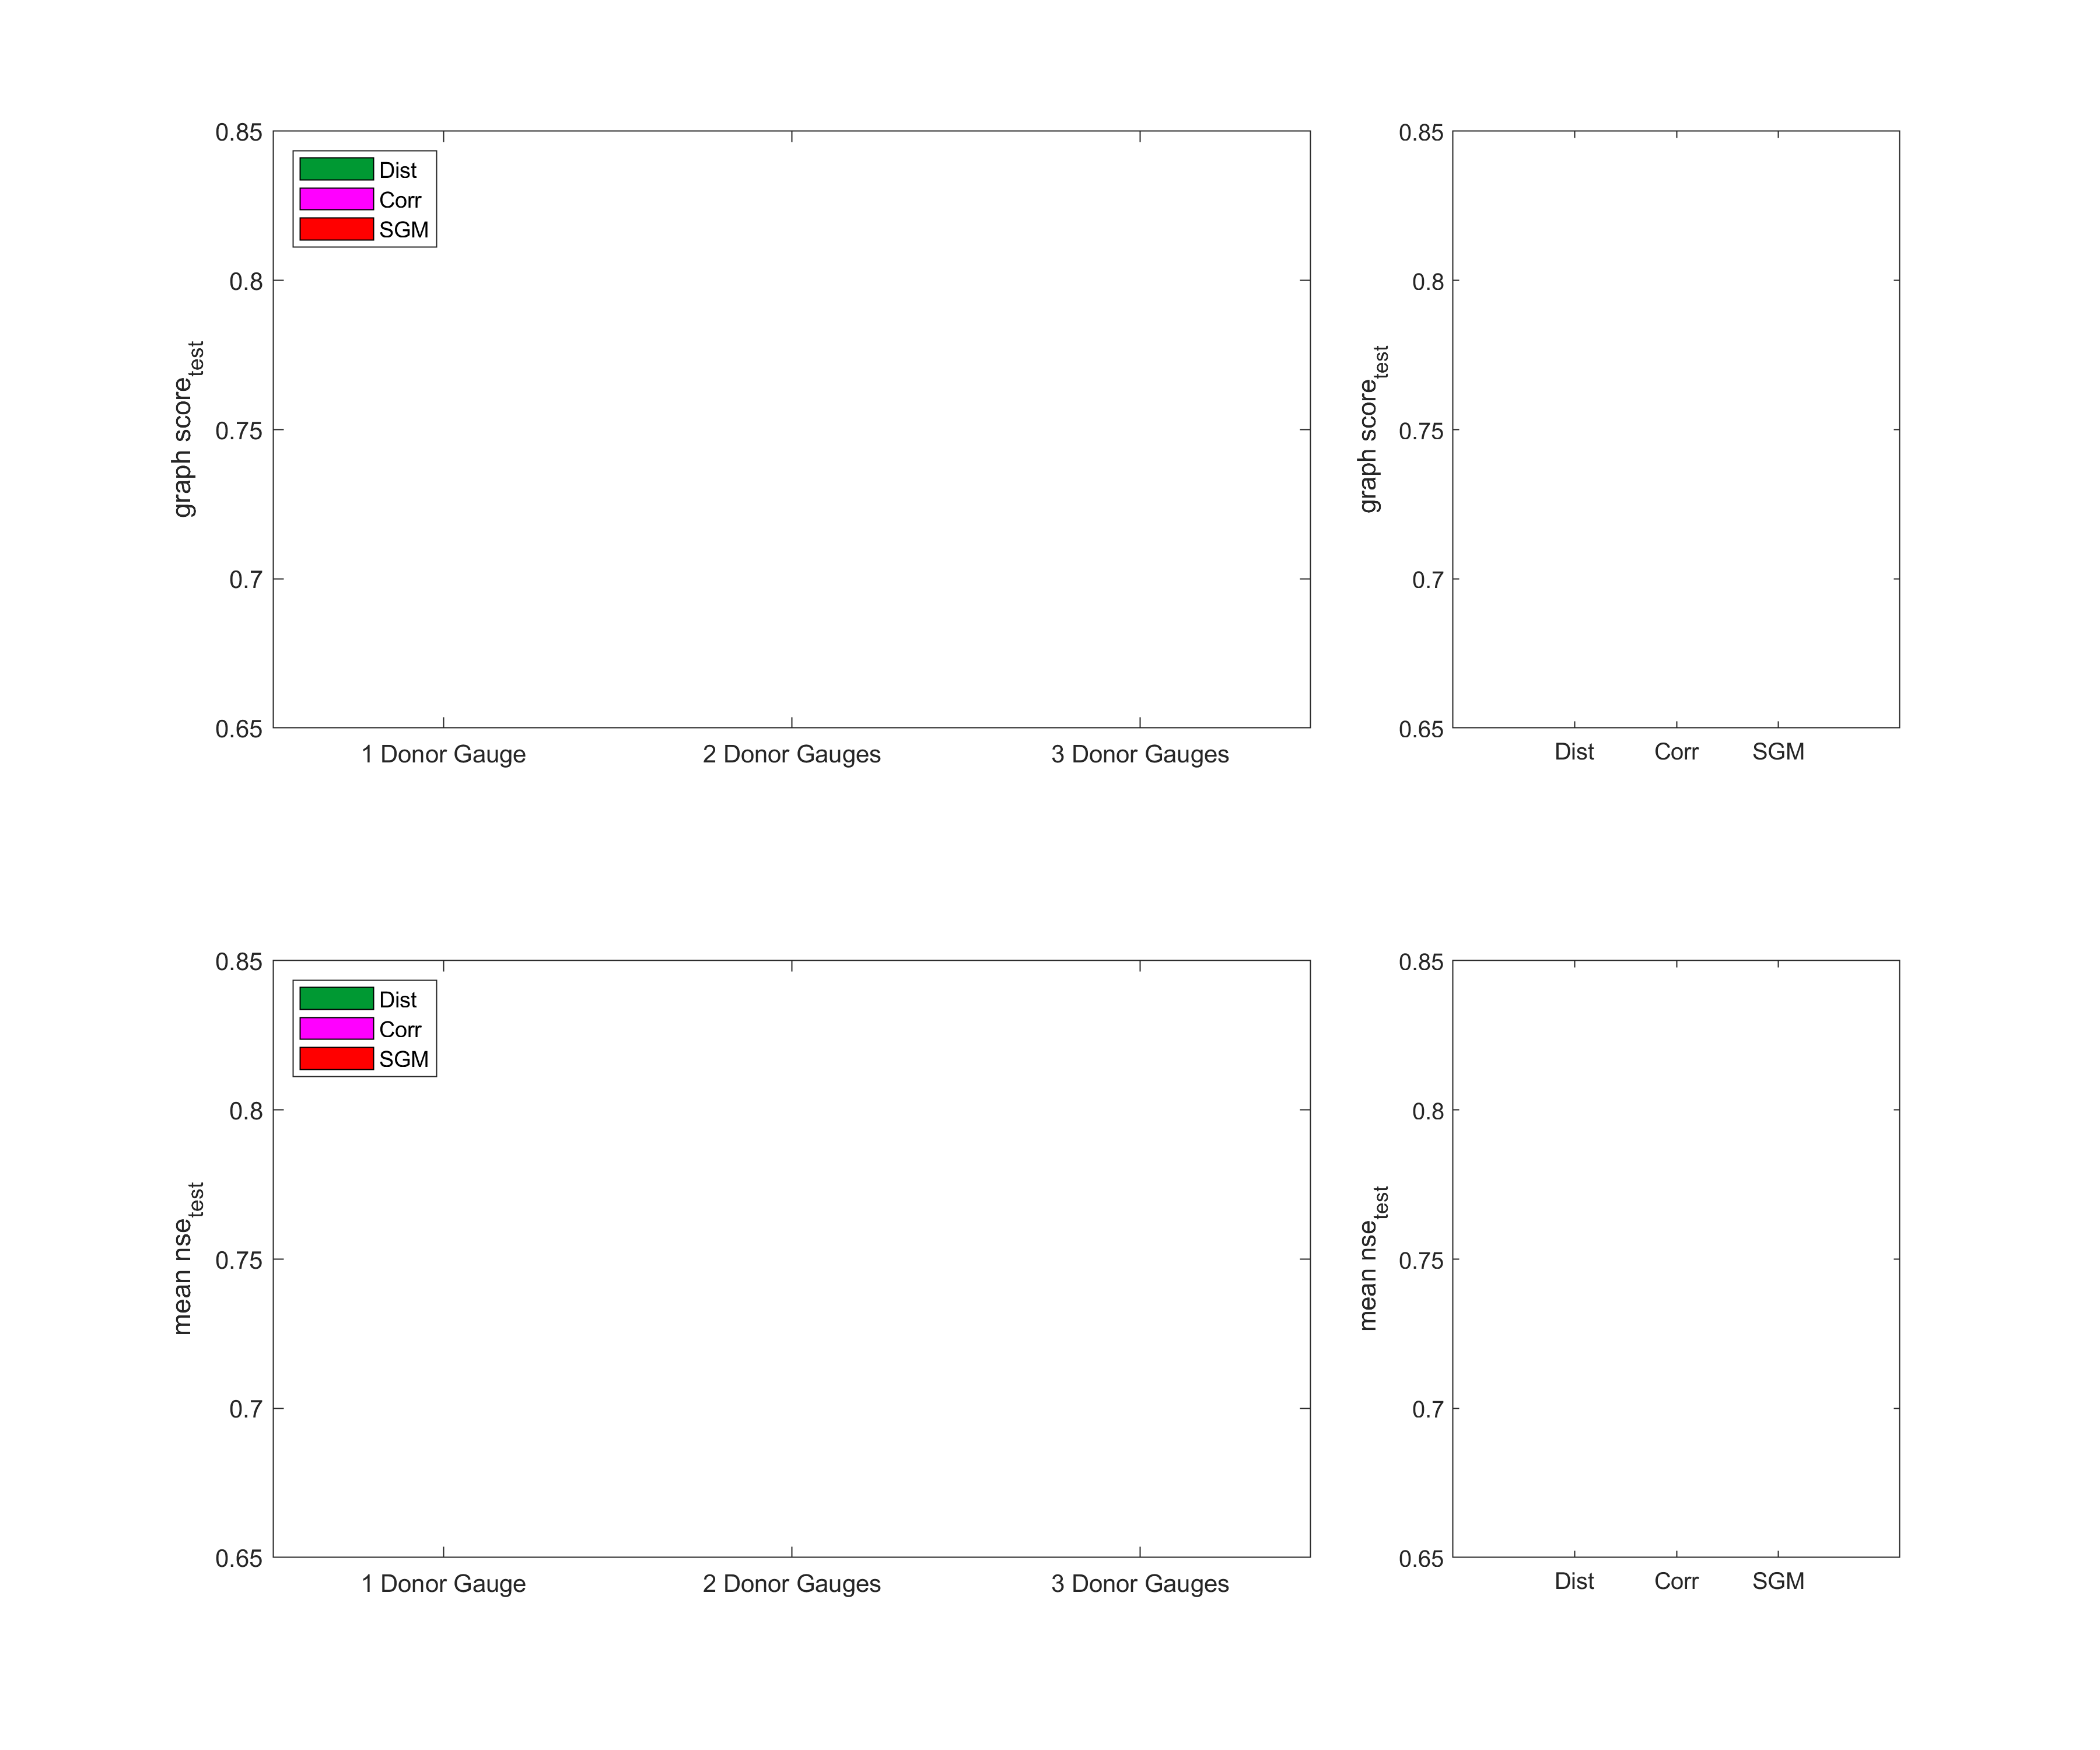 0.85
0.8
0.75
0.7
0.65
graph score_test
Dist
Corr
SGM
1 Donor Gauge
2 Donor Gauges
3 Donor Gauges
0.85
0.8
0.75
0.7
0.65
graph score_test
Dist
Corr
SGM
0.85
0.8
0.75
0.7
0.65
mean nse_test
Dist
Corr
SGM
1 Donor Gauge
2 Donor Gauges
3 Donor Gauges
0.85
0.8
0.75
0.7
0.65
mean nse_test
Dist
Corr
SGM